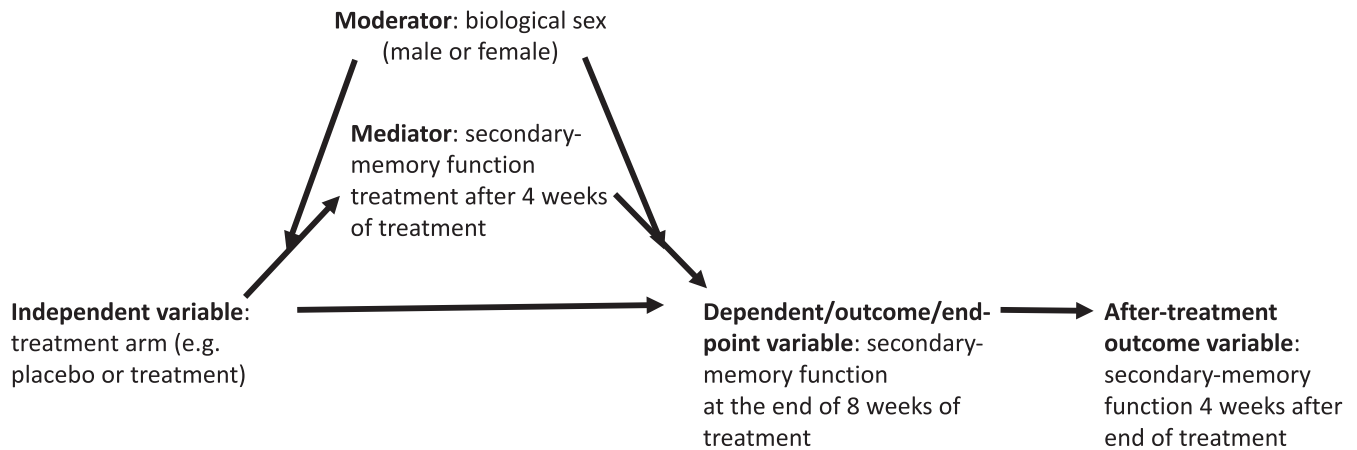 Moderator: biological sex
(male or female)
Mediator: secondary-
memory function
treatment after 4 weeks
of treatment
Independent variable:
treatment arm (e.g.
placebo or treatment)
Dependent/outcome/end-
point variable: secondary-
memory function
at the end of 8 weeks of
treatment
After-treatment
outcome variable:
secondary-memory
function 4 weeks after
end of treatment